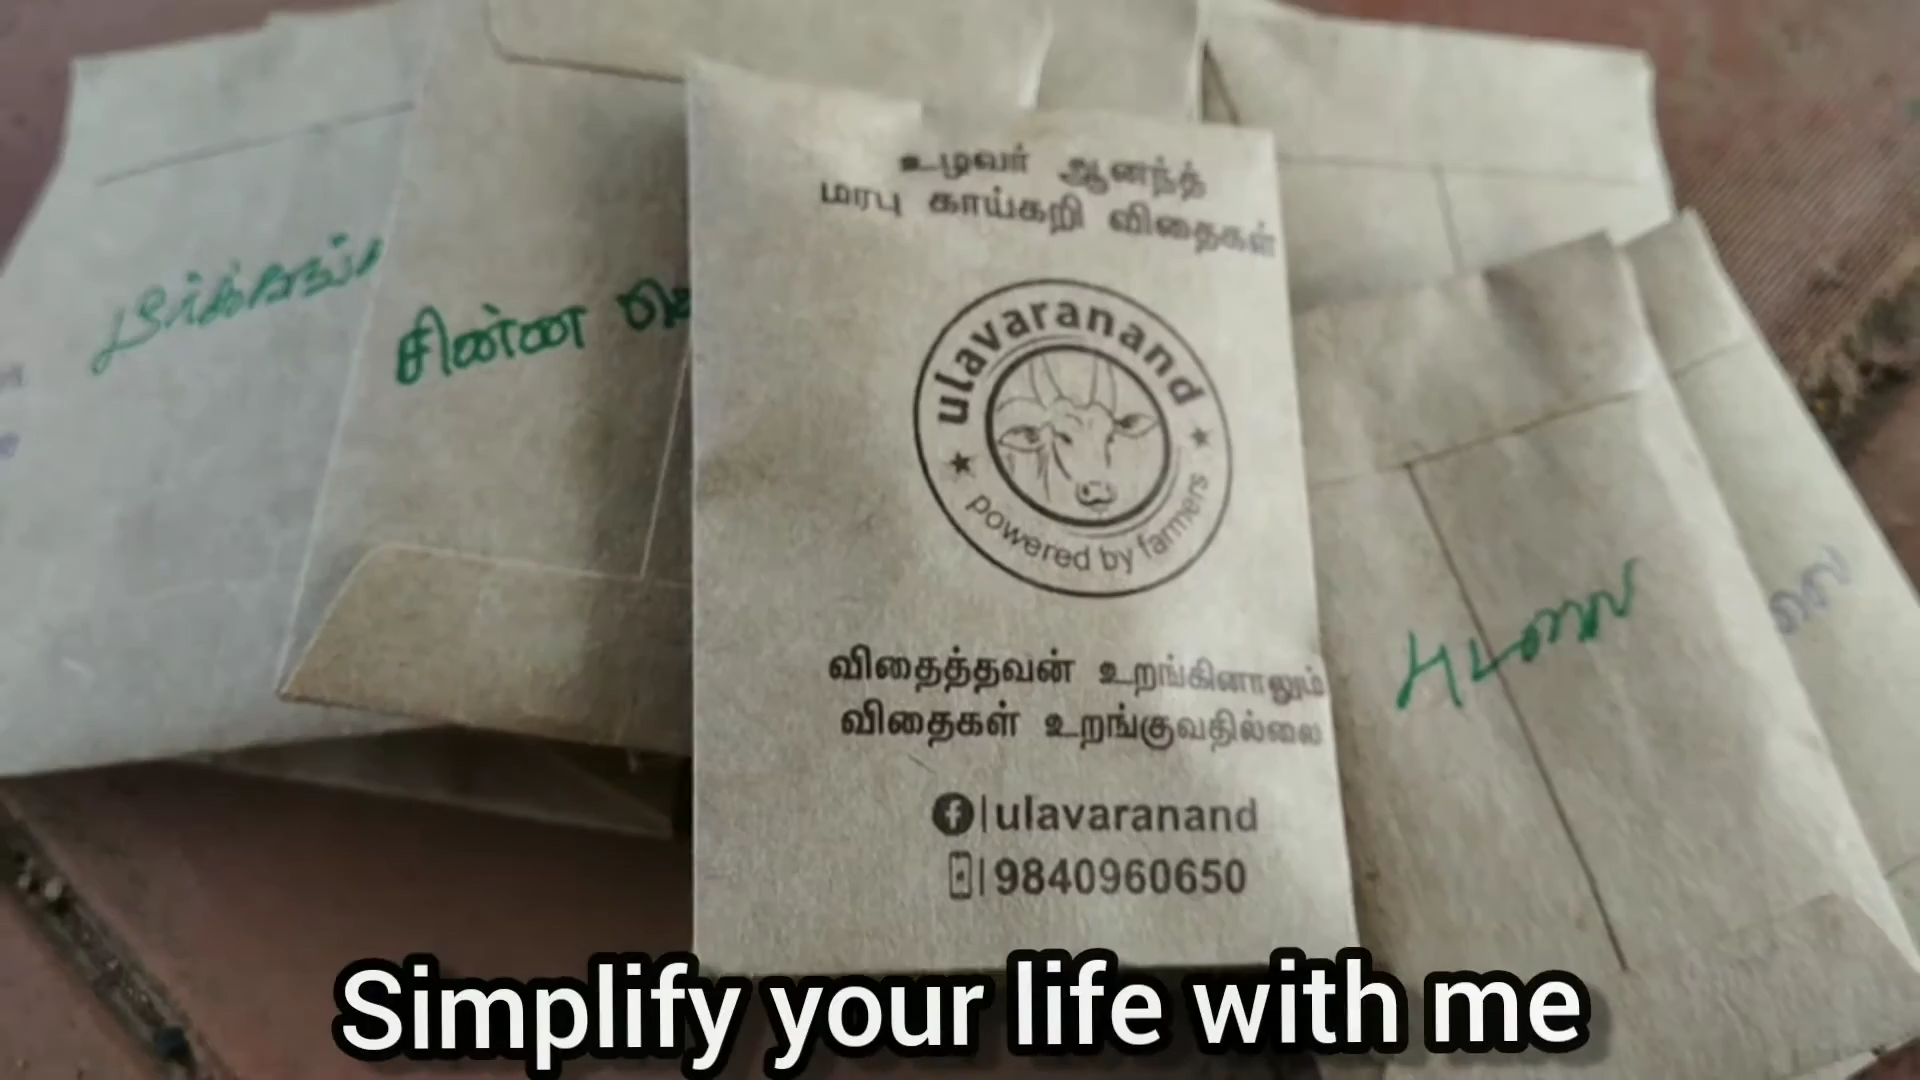 உழவர் ஆனந்த்
மரபு காய்கறி விதைகள்
ulavaranand
powered by farmers
விதைத்தவன் உறங்கினாலும்
விதைகள் உறங்குவதில்லை
ulavaranand
9840960650
சின்ன
புடலை
Simplify your life with me